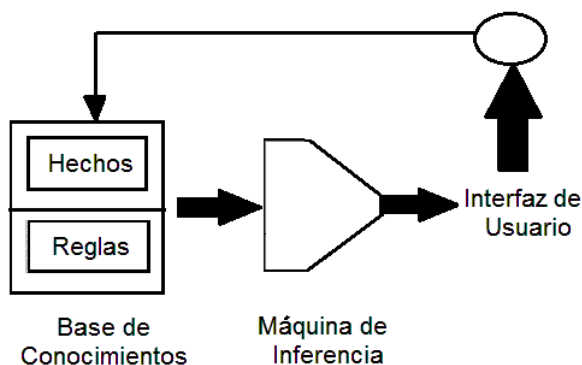 Hechos
Reglas
Base de
Conocimientos
Máquina de
Inferencia
Interfaz de
Usuario